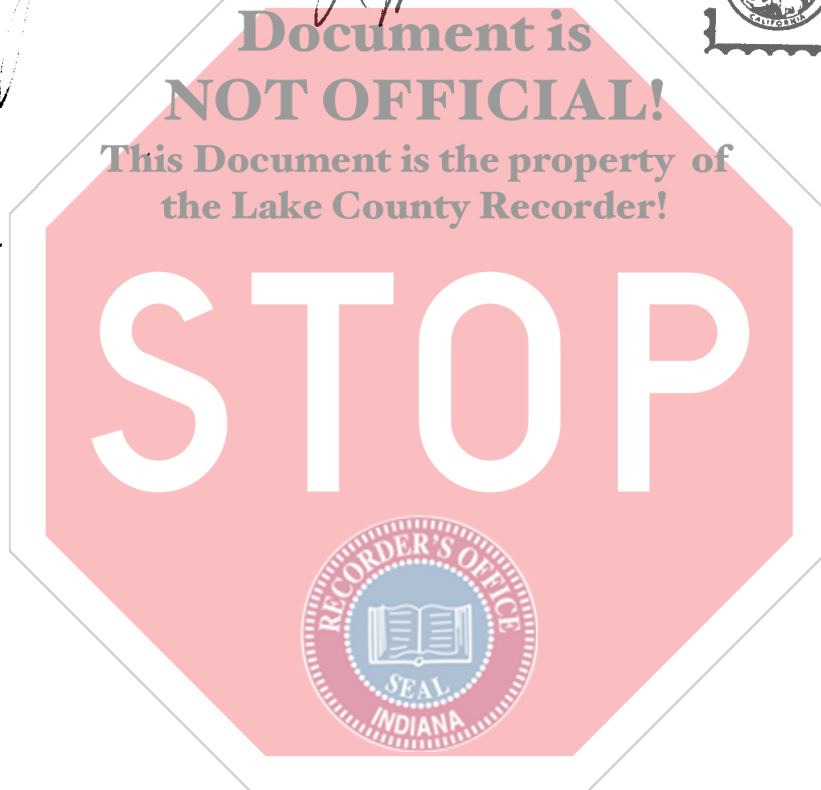 CALIFORNIA
Document is
NOT OFFICIAL!
This Document is the property of
the Lake County Recorder!
STOP
RECORDER'S OFFICE
SEAL
INDIANA